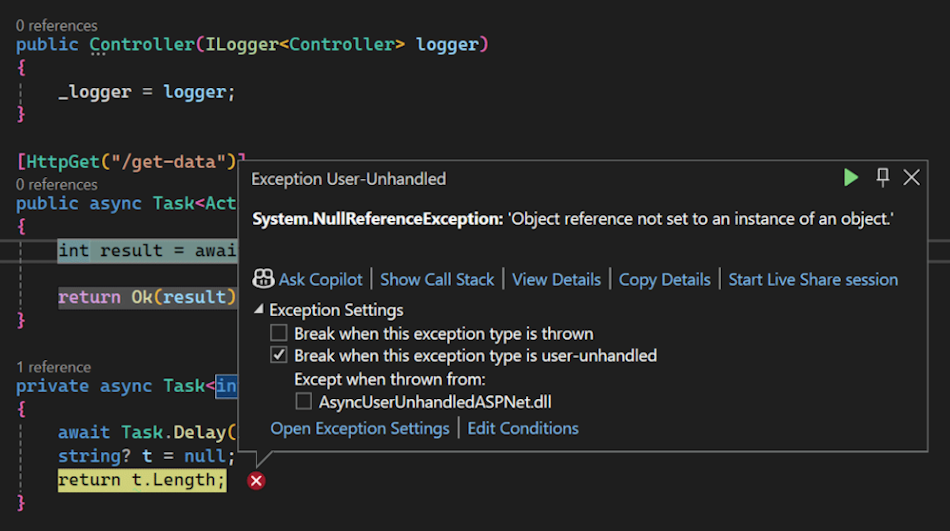 0 references
public Controller(ILogger<Controller> logger)
{
_logger = logger;
}
[HttpGet("/get-data")]
0 references
public async Task<Act
{
int result = awai
return Ok(result)
}
1 reference
private async Task<in
{
await Task.Delay(
string? t = null;
return t.Length;
}
Exception User-Unhandled
System.NullReferenceException: 'Object reference not set to an instance of an object.'
Ask Copilot | Show Call Stack | View Details | Copy Details | Start Live Share session
Exception Settings
Break when this exception type is thrown
Break when this exception type is user-unhandled
Except when thrown from:
AsyncUserUnhandledASPNet.dll
Open Exception Settings | Edit Conditions